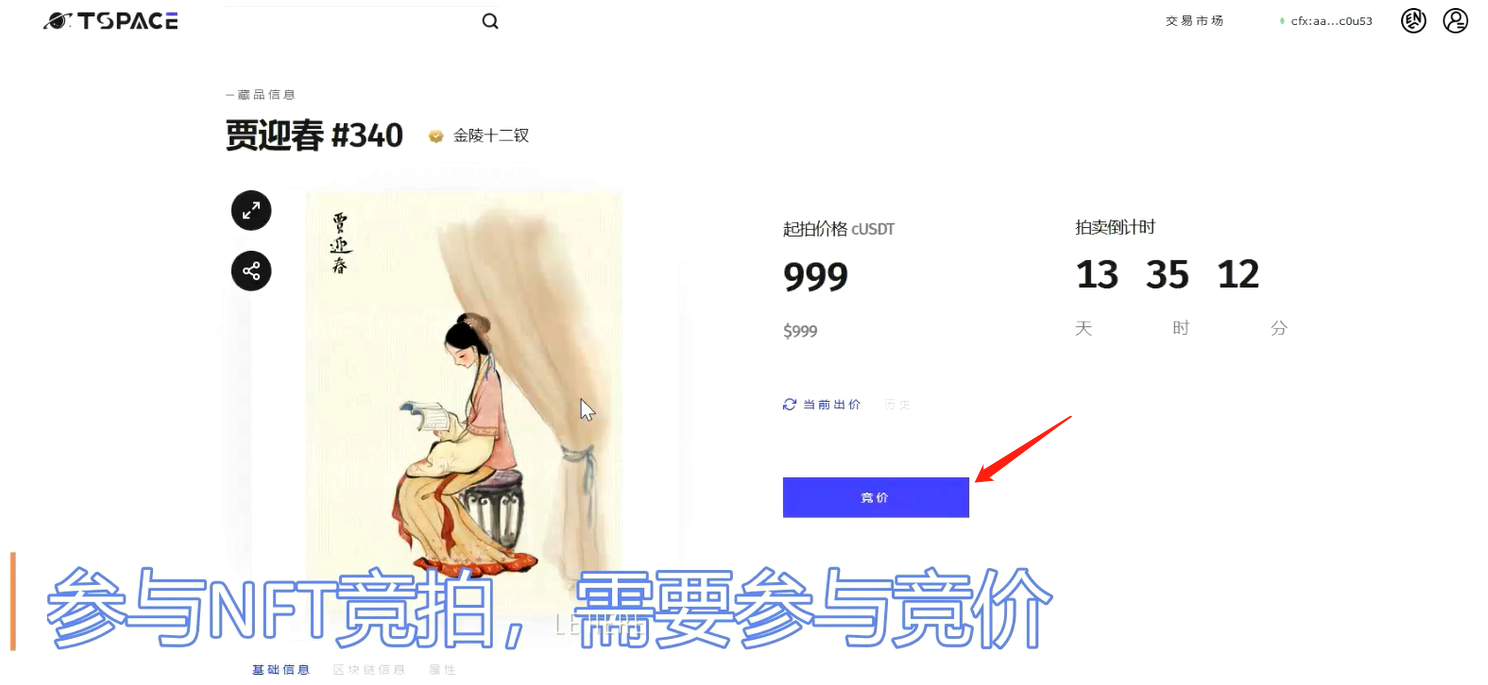 TSPACE
交易市场
cfx:aa...c0u53
EN
一藏品信息
贾迎春 #340
金陵十二钗
贾迎春
起拍价格 cUSDT
拍卖倒计时
999
13 35 12
$999
天 时 分
当前出价 历史
竞价
参与NFT竞拍，需要参与竞价
基础信息 区块链信息 属性